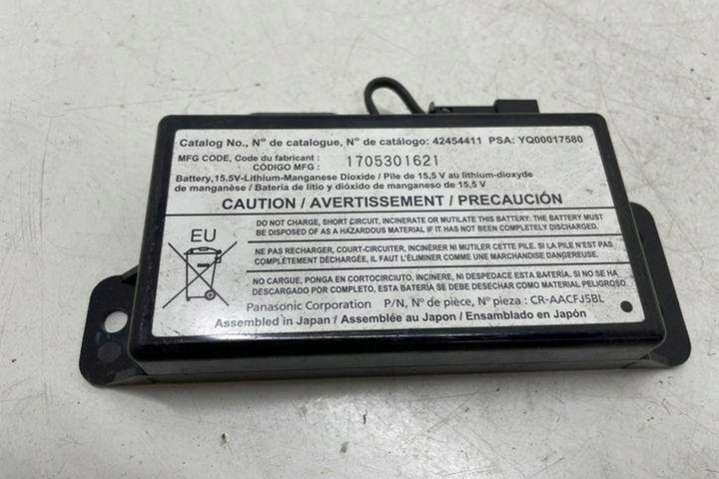 Catalog No., N° de catalogue, N° de catálogo: 42454411 PSA: YQ00017580
MFG CODE, Code du fabricant :
CÓDIGO MFG : 1705301621
Battery,15.5V-Lithium-Manganese Dioxide / Pile de 15,5 V au lithium-dioxyde
de manganèse / Batería de litio y dióxido de manganeso de 15,5 V
CAUTION / AVERTISSEMENT / PRECAUCIÓN
EU
DO NOT CHARGE, SHORT CIRCUIT, INCINERATE OR MUTILATE THIS BATTERY: THE BATTERY MUST
BE DISPOSED OF AS A HAZARDOUS MATERIAL IF IT HAS NOT BEEN COMPLETELY DISCHARGED.
NE PAS RECHARGER, COURT-CIRCUITER, INCINÉRER NI MUTILER CETTE PILE. SI LA PILE N'EST PAS
COMPLÈTEMENT DÉCHARGÉE, IL FAUT L'ÉLIMINER COMME UNE MARCHANDISE DANGEREUSE.
NO CARGUE, PONGA EN CORTOCIRCUITO, INCINERE, NI DESPEDACE ESTA BATERÍA. SI NO SE HA
DESCARGADO POR COMPLETO, ESTA BATERÍA SE DEBE DESECHAR COMO MATERIAL PELIGROSO.
Panasonic Corporation P/N, N° de pièce, N° pieza : CR-AACFJ5BL
Assembled in Japan / Assemblée au Japon / Ensamblado en Japón